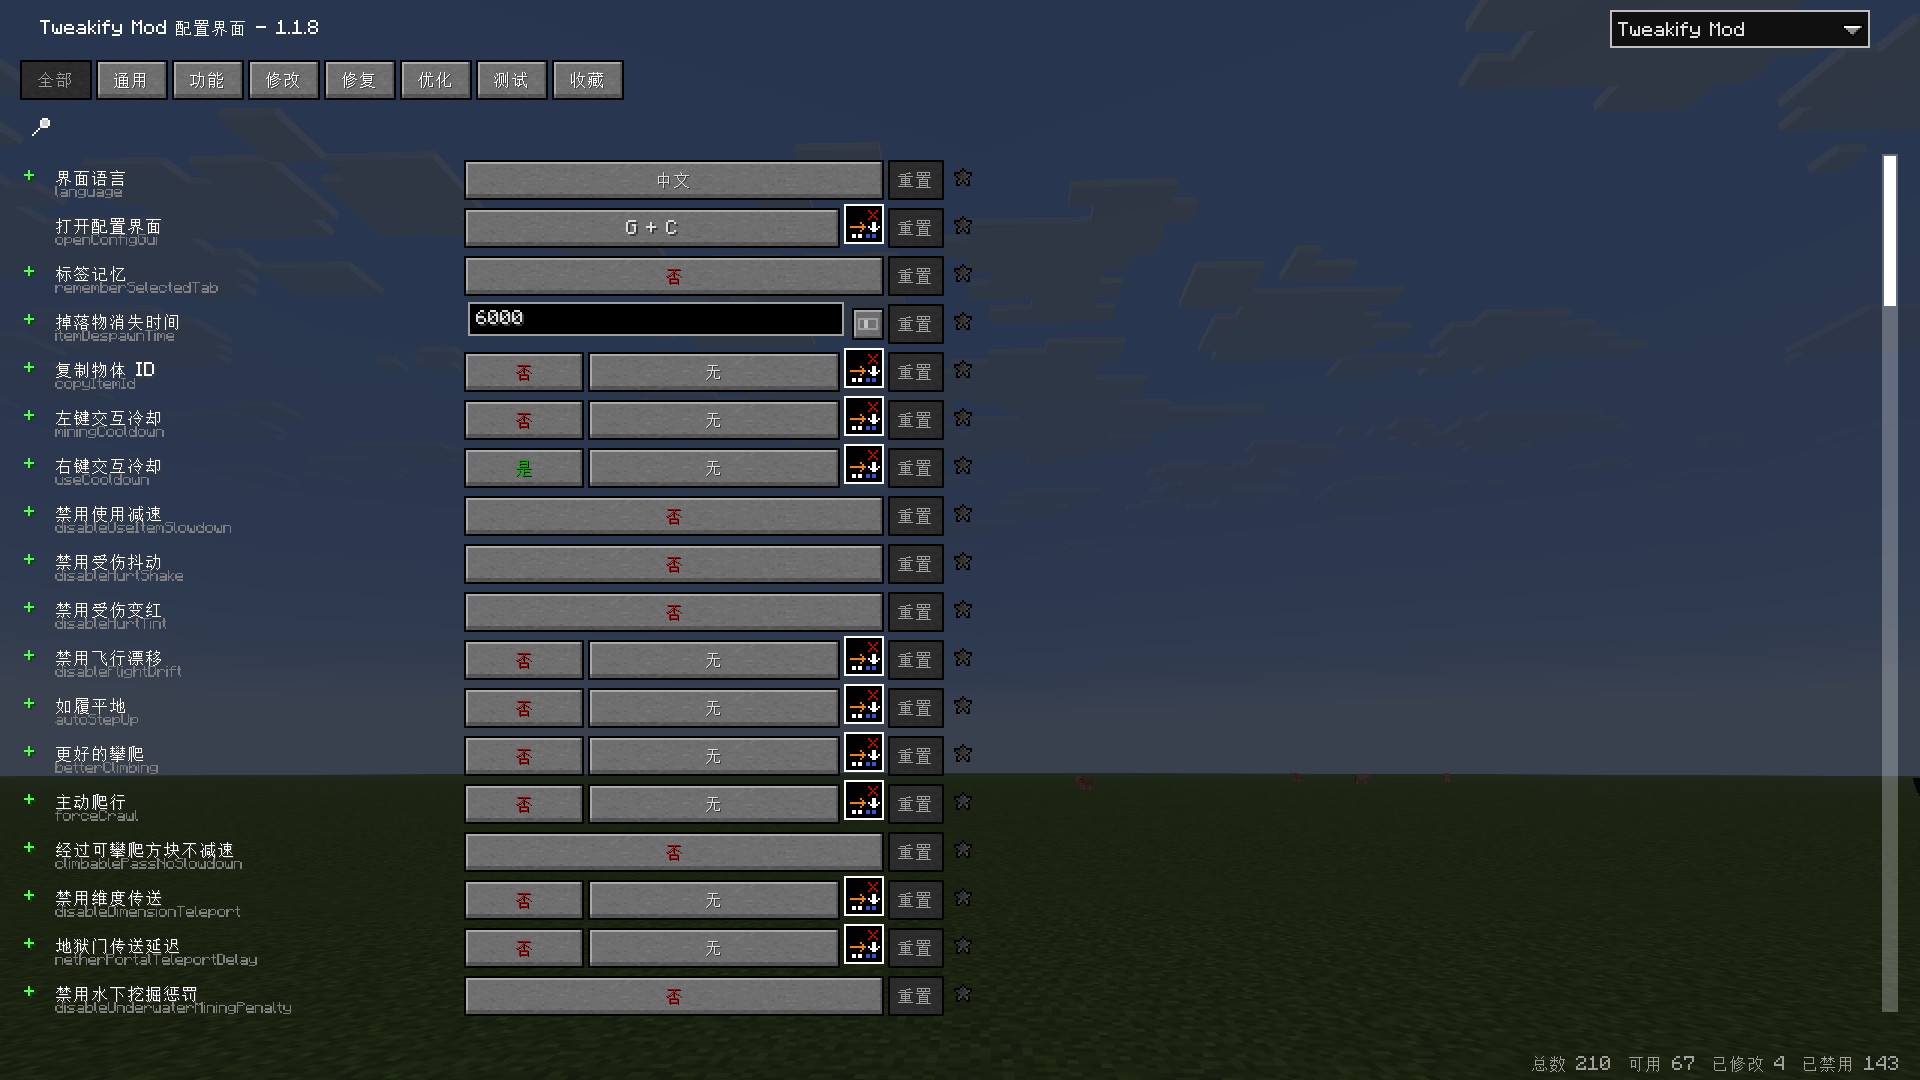 Tweakify Mod 配置界面 - 1.1.8
Tweakify Mod
全部 通用 功能 修改 修复 优化 测试 收藏
界面语言 中文 重置
language
打开配置界面 G + C 重置
openConfigGui
标签记忆 否 重置
rememberSelectedTab
掉落物消失时间 6000 重置
itemDespawnTime
复制物体 ID 否 无 重置
copyItemId
左键交互冷却 否 无 重置
miningCooldown
右键交互冷却 是 无 重置
useCooldown
禁用使用减速 否 重置
disableUseItemSlowdown
禁用受伤抖动 否 重置
disableHurtShake
禁用受伤变红 否 重置
disableHurtTint
禁用飞行漂移 否 无 重置
disableFlightDrift
如履平地 否 无 重置
autoStepUp
更好的攀爬 否 无 重置
betterClimbing
主动爬行 否 无 重置
forceCrawl
经过可攀爬方块不减速 否 重置
climbablePassNoSlowdown
禁用维度传送 否 无 重置
disableDimensionTeleport
地狱门传送延迟 否 无 重置
netherPortalTeleportDelay
禁用水下挖掘惩罚 否 重置
disableUnderwaterMiningPenalty
总数 210 可用 67 已修改 4 已禁用 143